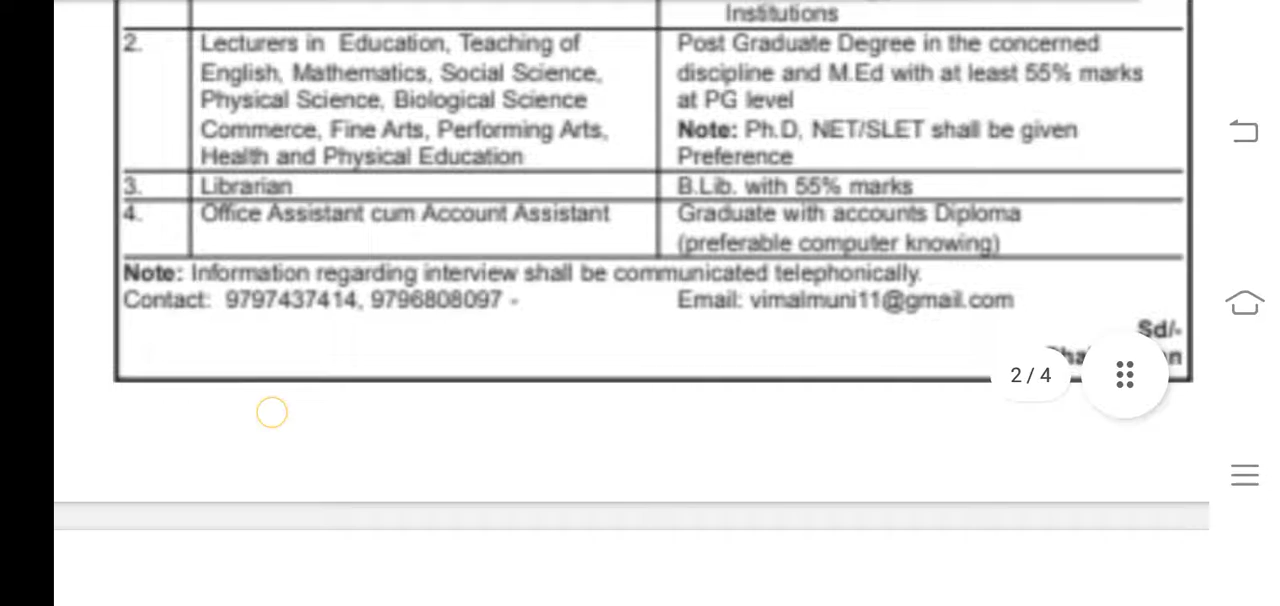 Institutions
2. Lecturers in Education, Teaching of
English, Mathematics, Social Science,
Physical Science, Biological Science
Commerce, Fine Arts, Performing Arts,
Health and Physical Education
Post Graduate Degree in the concerned
discipline and M.Ed with at least 55% marks
at PG level
Note: Ph.D, NET/SLET shall be given
Preference
3. Librarian
B.Lib. with 55% marks
4. Office Assistant cum Account Assistant
Graduate with accounts Diploma
(preferable computer knowing)
Note: Information regarding interview shall be communicated telephonically.
Contact: 9797437414, 9796808097 -
Email: vimalmuni11@gmail.com
Sd/-
2 / 4